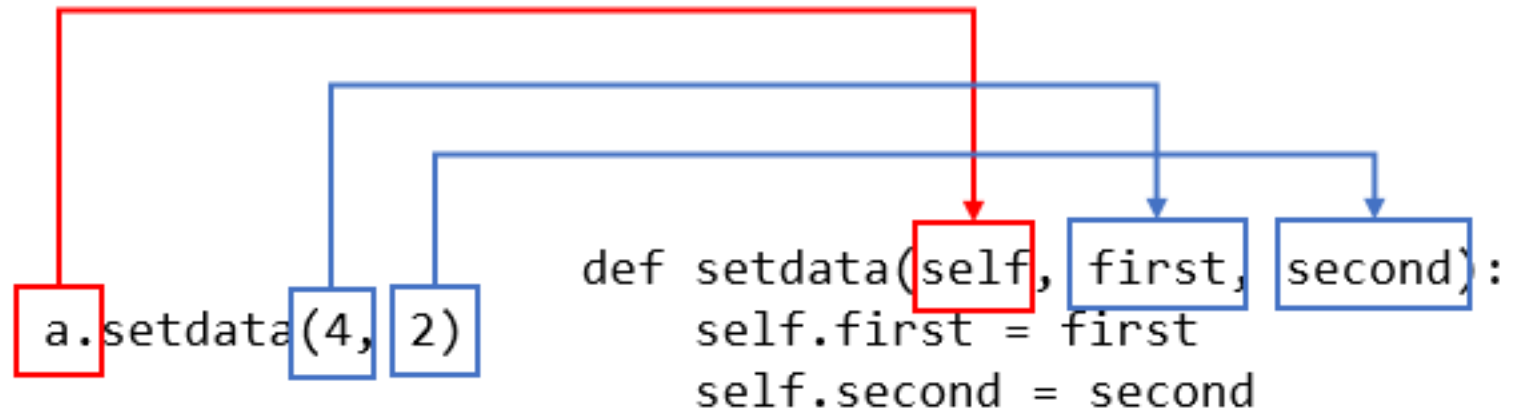 def setdata(self, first, second):
a.setdata(4, 2)
self.first = first
self.second = second